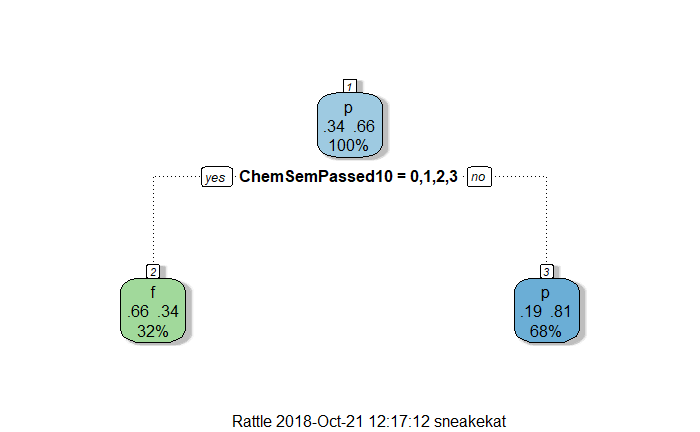 1
p
.34 .66
100%
yes ChemSemPassed10 = 0,1,2,3 no
2
f
.66 .34
32%
3
p
.19 .81
68%
Rattle 2018-Oct-21 12:17:12 sneakekat